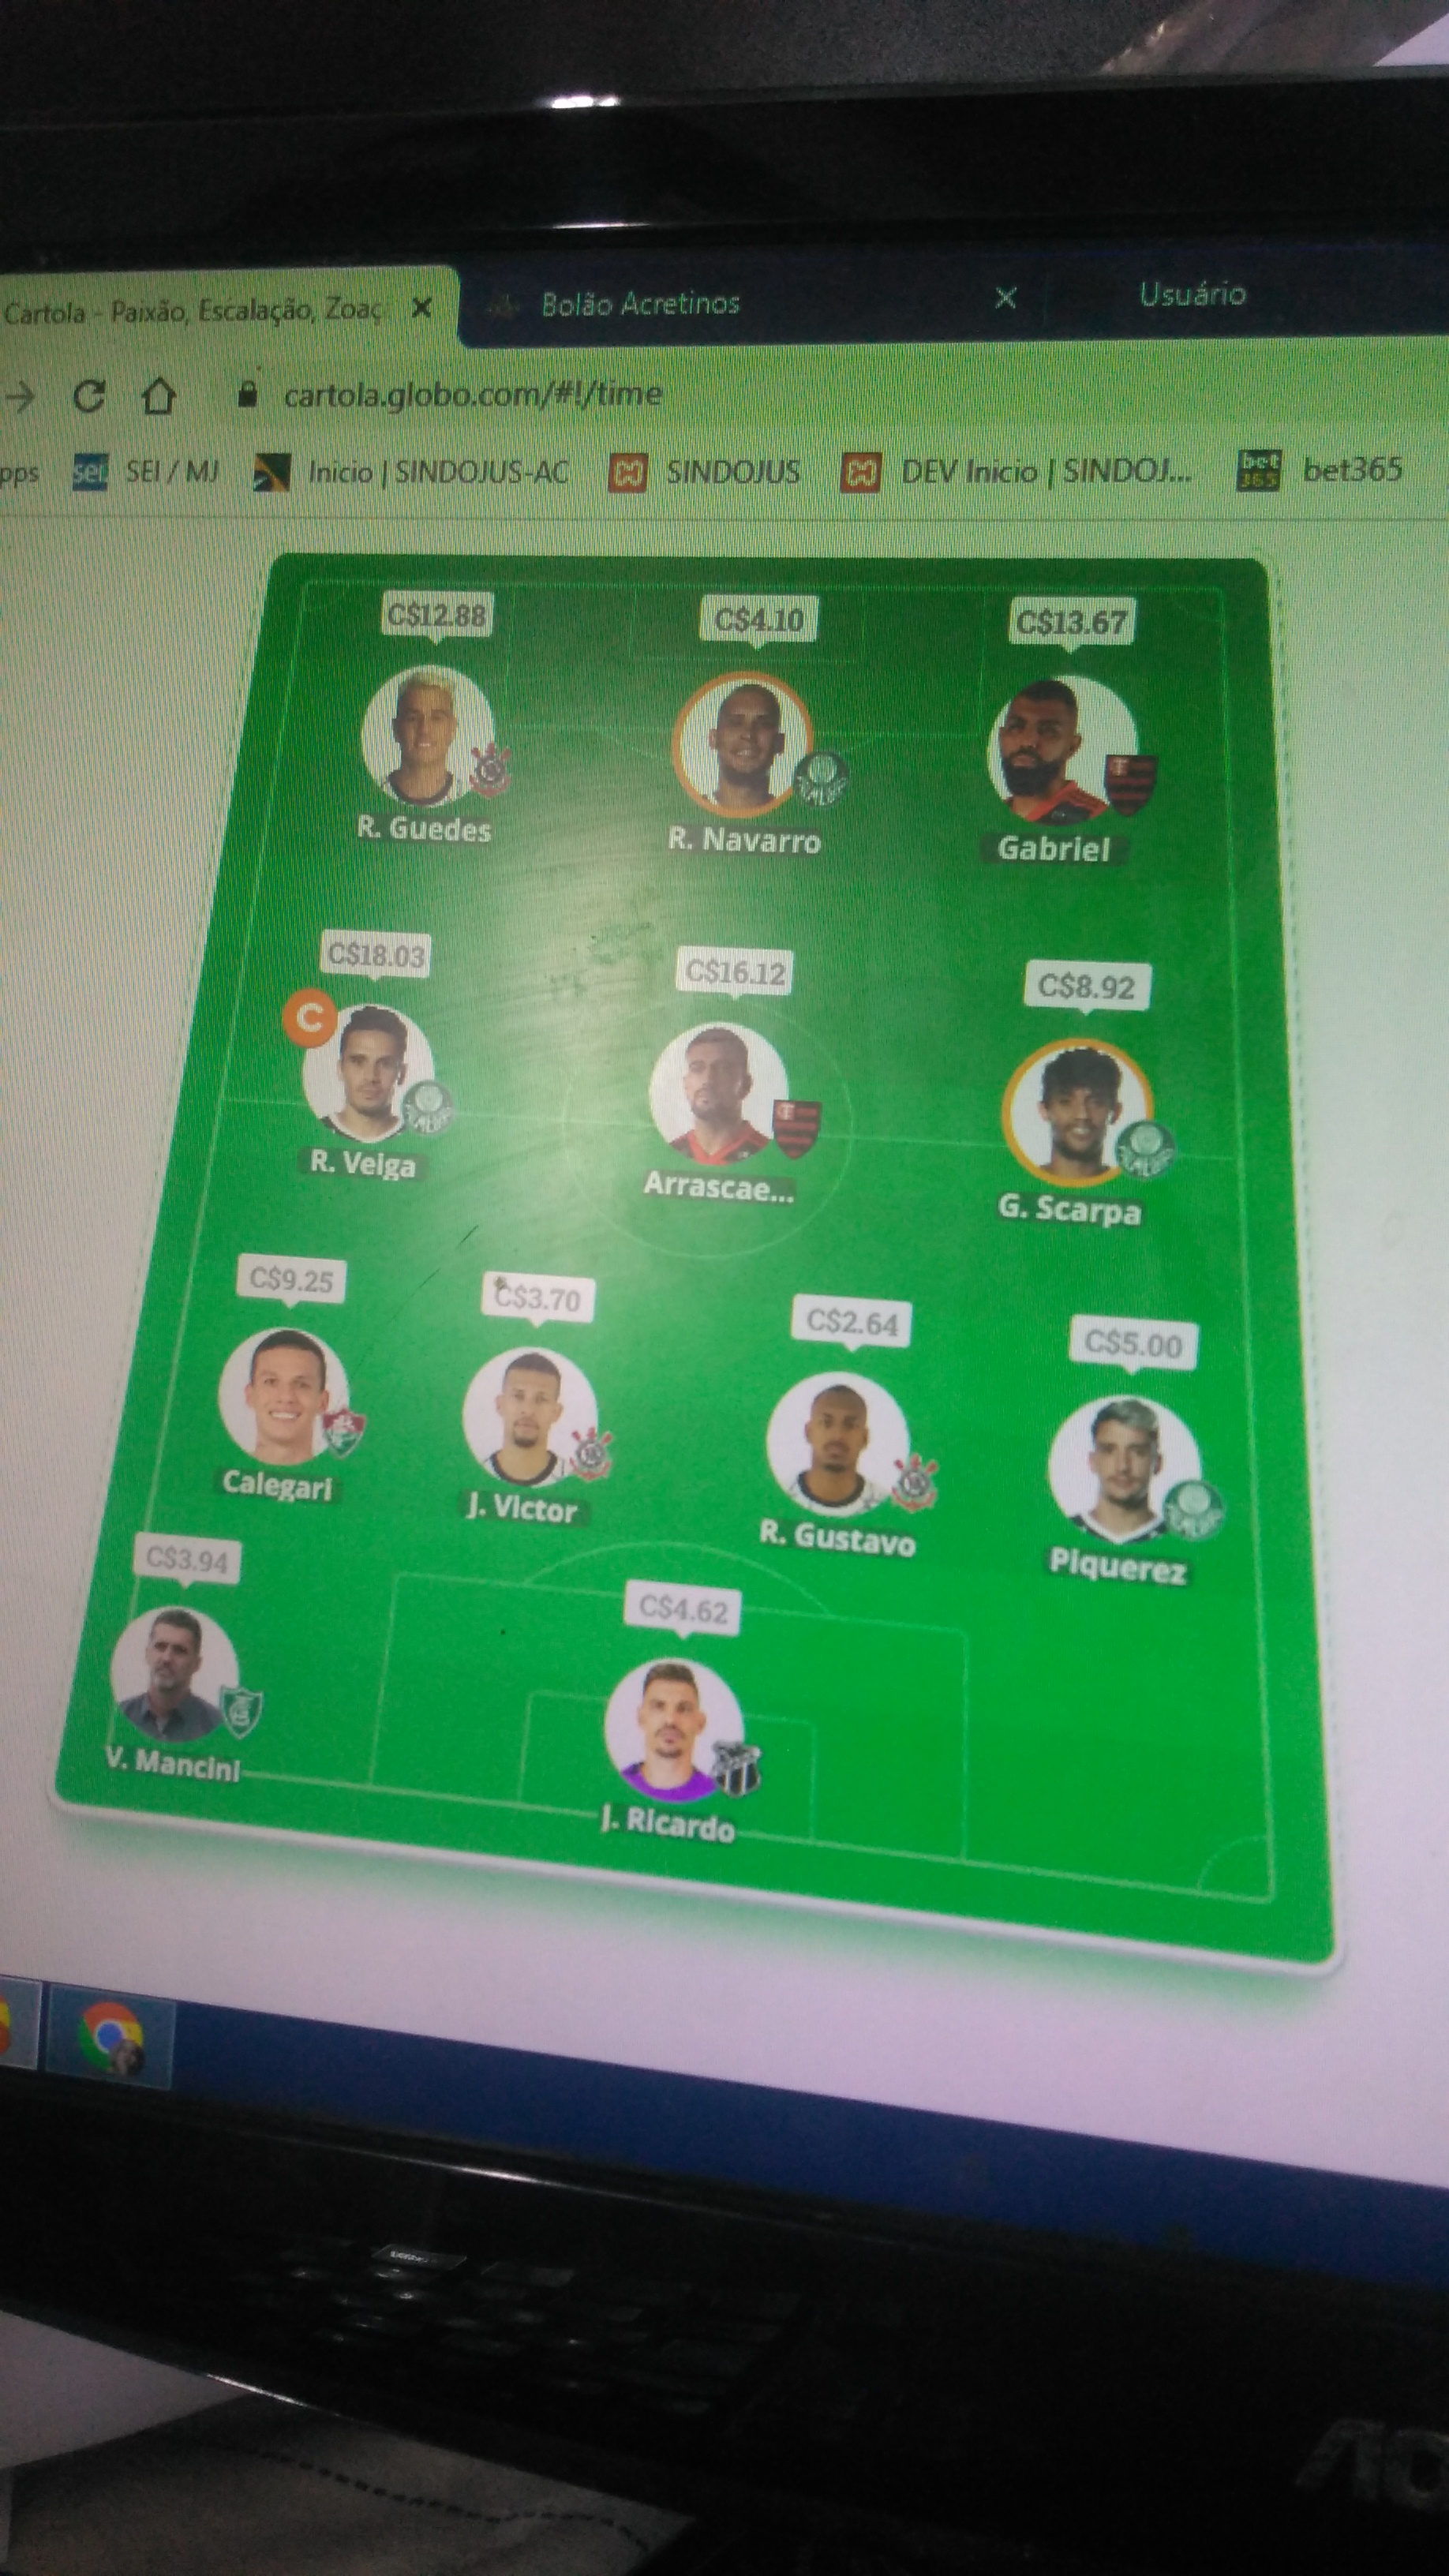 Cartola - Paixão, Escalação, Zoaç
Bolão Acretinos
Usuário
cartola.globo.com/#!/time
pps
sei
SEI / MJ
Inicio | SINDOJUS-AC
SINDOJUS
DEV Inicio | SINDOJ...
bet
365
bet365
C$12.88
C$4.10
C$13.67
R. Guedes
R. Navarro
Gabriel
C$18.03
C$16.12
C$8.92
C
R. Veiga
Arrascae...
G. Scarpa
C$9.25
C$3.70
C$2.64
C$5.00
Calegari
J. Victor
R. Gustavo
Piquerez
C$3.94
C$4.62
V. Mancini
J. Ricardo